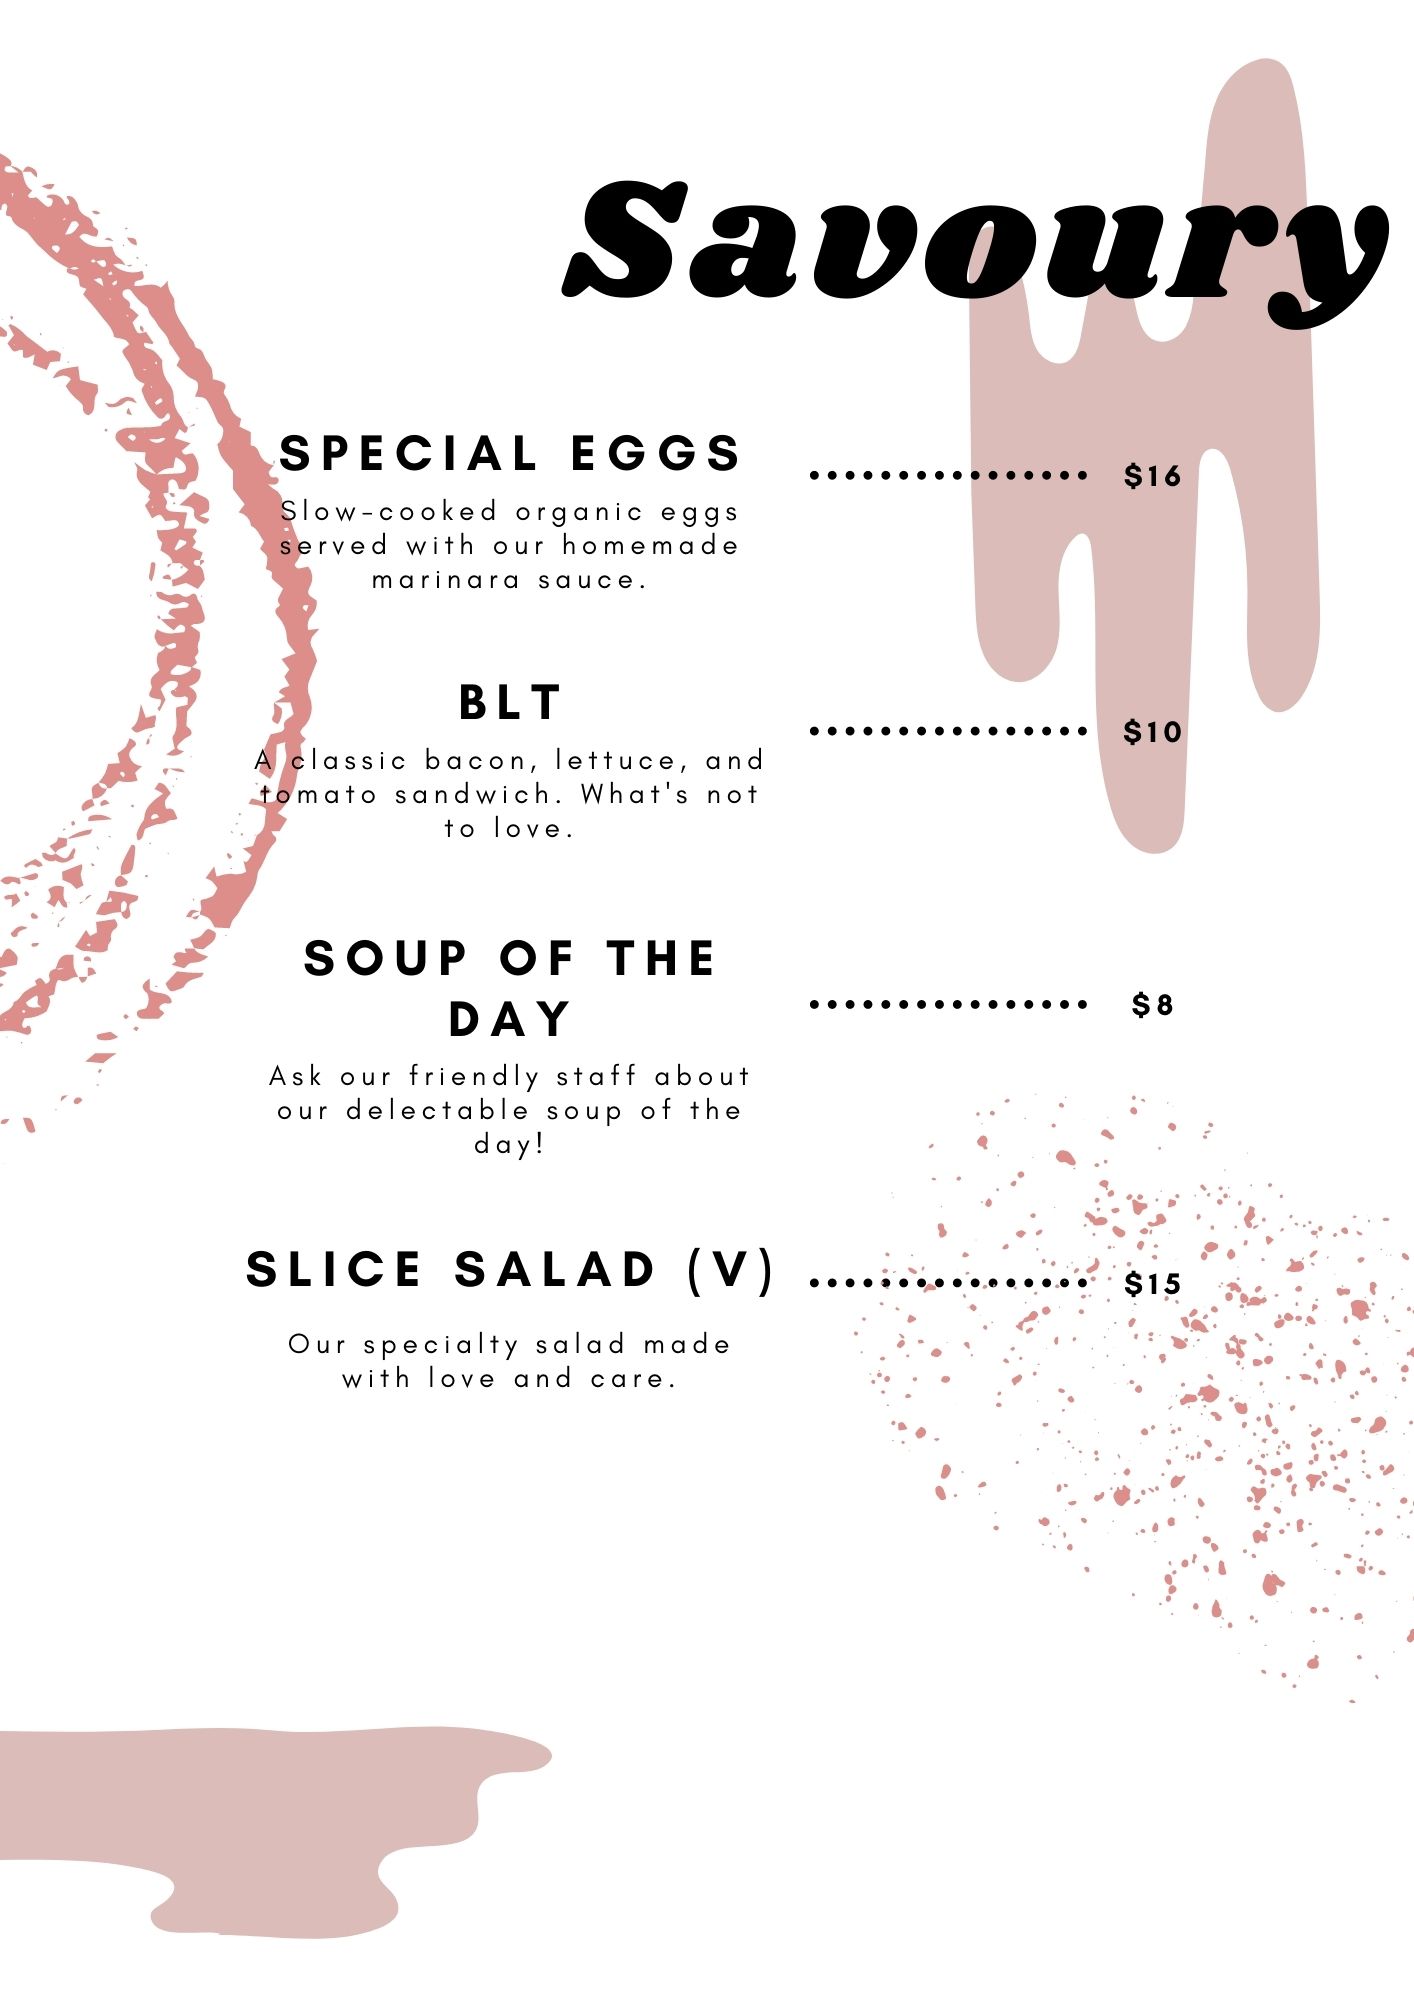 Savoury
SPECIAL EGGS
Slow-cooked organic eggs
served with our homemade
marinara sauce.
$16
BLT
A classic bacon, lettuce, and
tomato sandwich. What's not
to love.
$10
SOUP OF THE
DAY
Ask our friendly staff about
our delectable soup of the
day!
$8
SLICE SALAD (V)
Our specialty salad made
with love and care.
$15